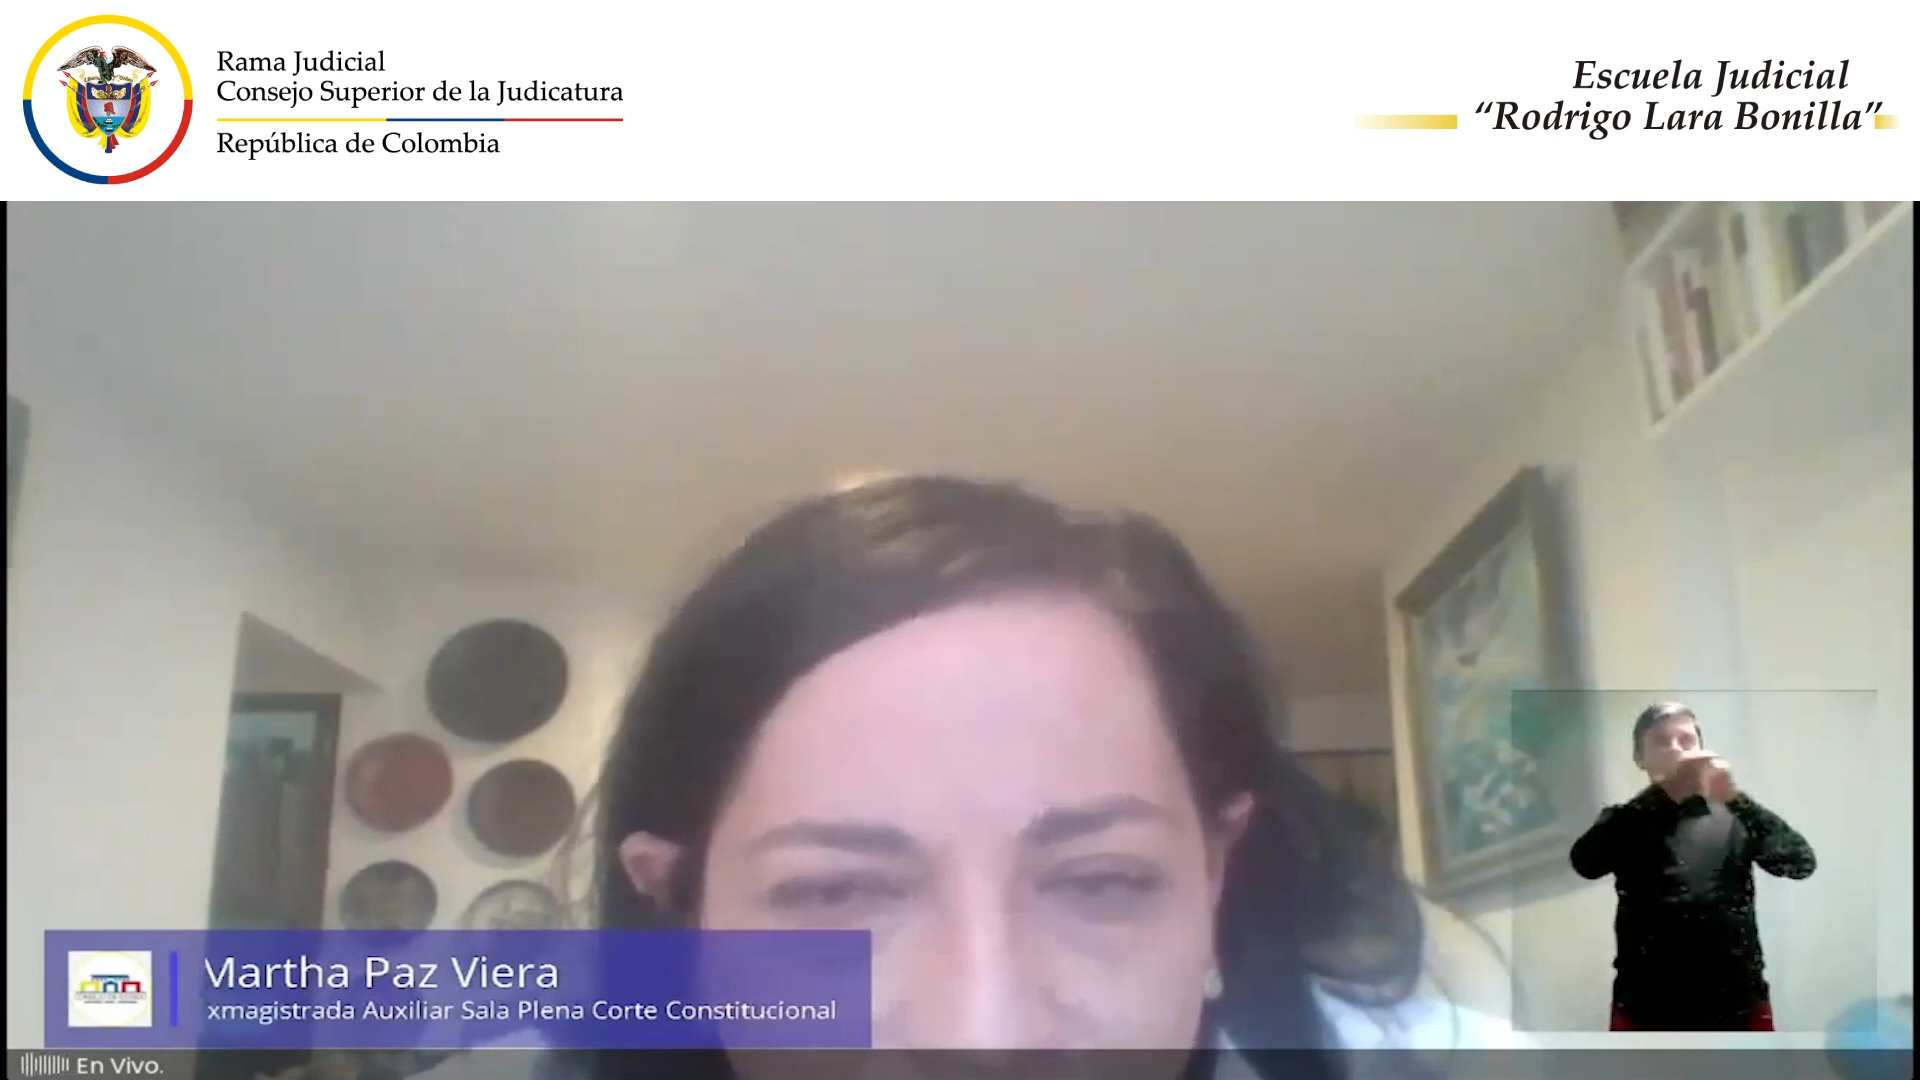 Rama Judicial
Consejo Superior de la Judicatura
República de Colombia
Escuela Judicial
“Rodrigo Lara Bonilla”
Martha Paz Viera
xmagistrada Auxiliar Sala Plena Corte Constitucional
En Vivo.